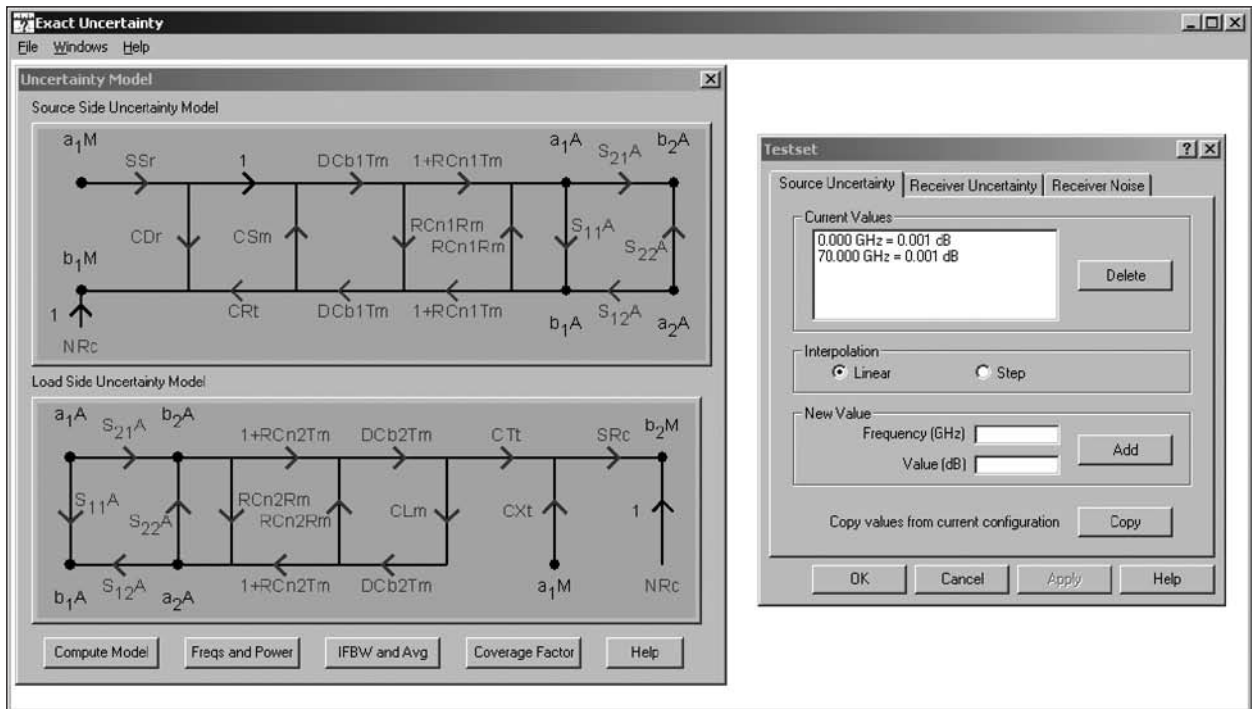 Exact Uncertainty
File Windows Help
Uncertainty Model
Source Side Uncertainty Model
a1M SSr 1 DCb1Tm 1+RCn1Tm a1A S21A b2A
CDr CSm RCn1Rm RCn1Rm S11A S22A
b1M CRt DCb1Tm 1+RCn1Tm b1A S12A a2A
1
NRc
Load Side Uncertainty Model
a1A S21A b2A 1+RCn2Tm DCb2Tm CTt SRc b2M
S11A S22A RCn2Rm RCn2Rm CLm CXt 1
b1A S12A a2A 1+RCn2Tm DCb2Tm a1M NRc
Compute Model Freqs and Power IFBW and Avg Coverage Factor Help
Testset
Source Uncertainty Receiver Uncertainty Receiver Noise
Current Values
0.000 GHz = 0.001 dB
70.000 GHz = 0.001 dB
Delete
Interpolation
Linear Step
New Value
Frequency (GHz)
Value (dB)
Add
Copy values from current configuration Copy
OK Cancel Apply Help